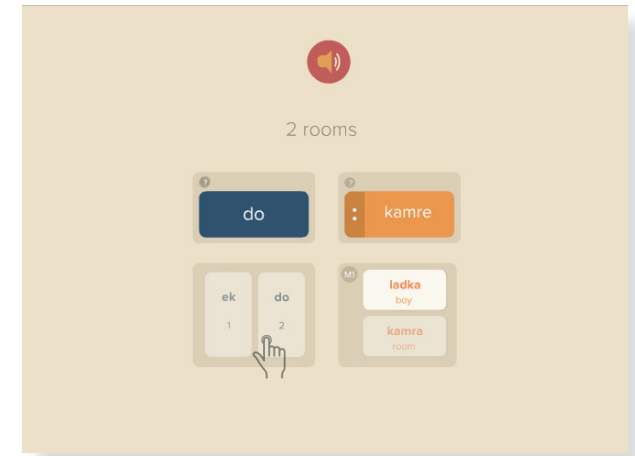 2 rooms
?
do
?
: kamre
ek
1
do
2
M1
ladka
boy
kamra
room